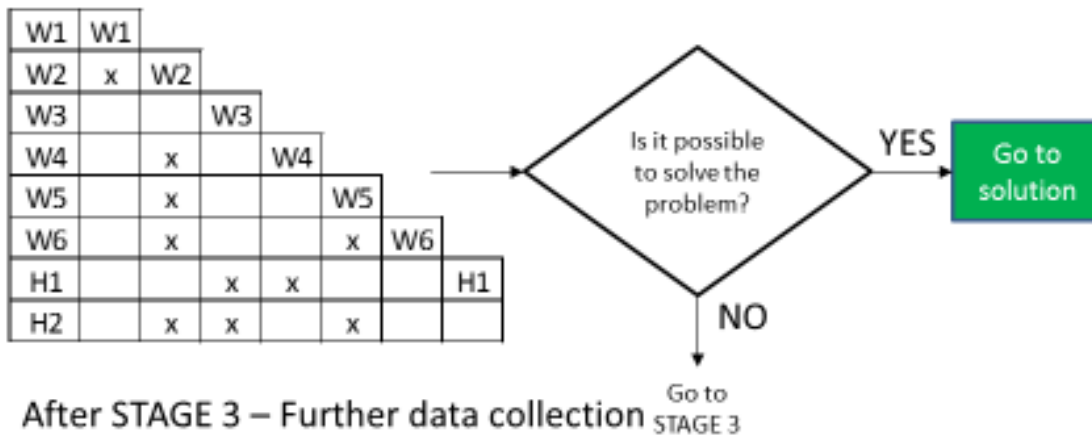 W1 W1
W2 x W2
W3 W3
W4 x W4
W5 x W5
W6 x x W6
H1 x x H1
H2 x x x
Is it possible
to solve the
problem?
YES
Go to
solution
NO
Go to
STAGE 3
After STAGE 3 – Further data collection